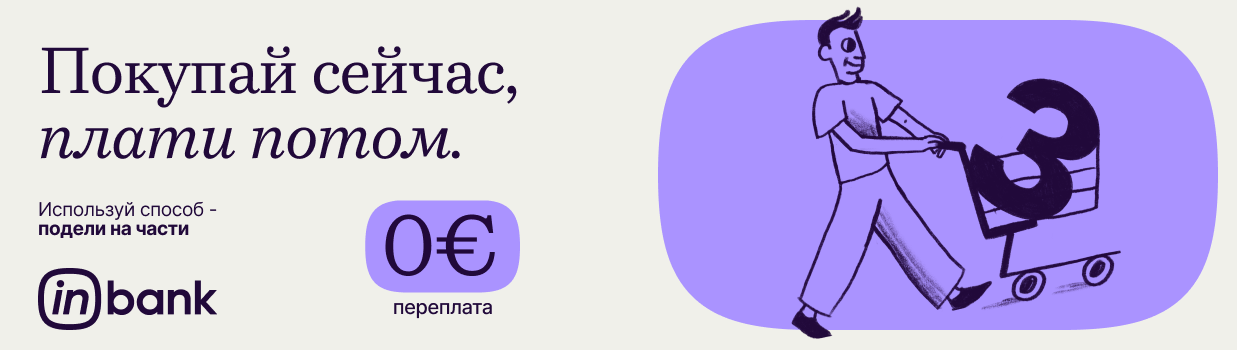 Покупай сейчас,
плати потом.
Используй способ -
подели на части
inbank
0€
переплата
3